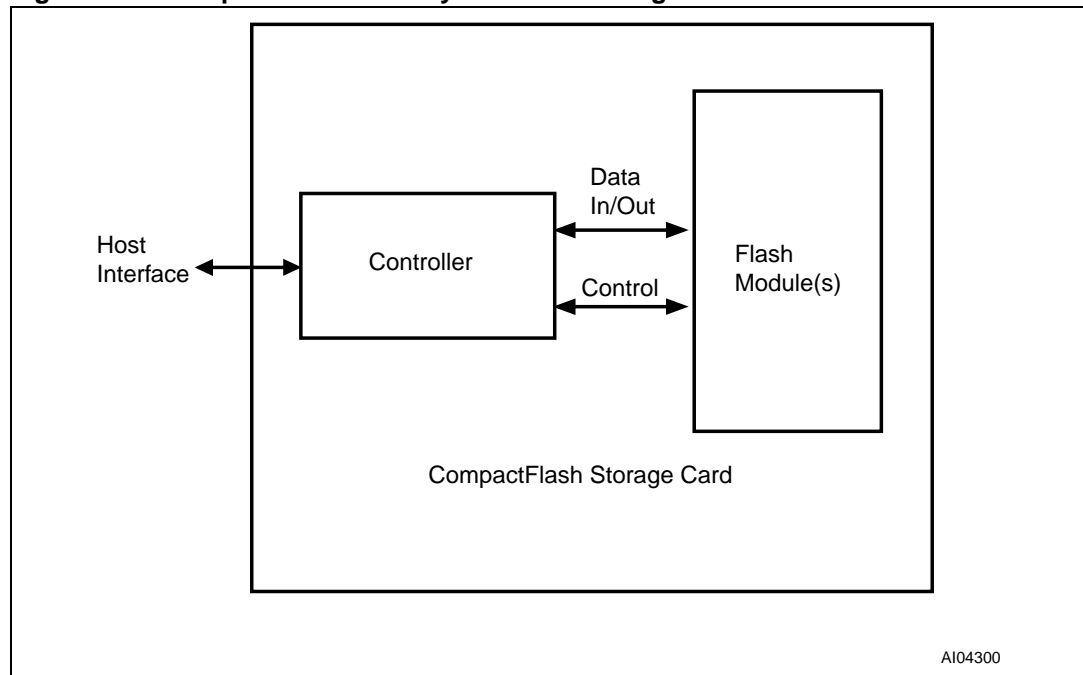 Data
In/Out
Host
Interface
Controller
Flash
Module(s)
Control
CompactFlash Storage Card
AI04300